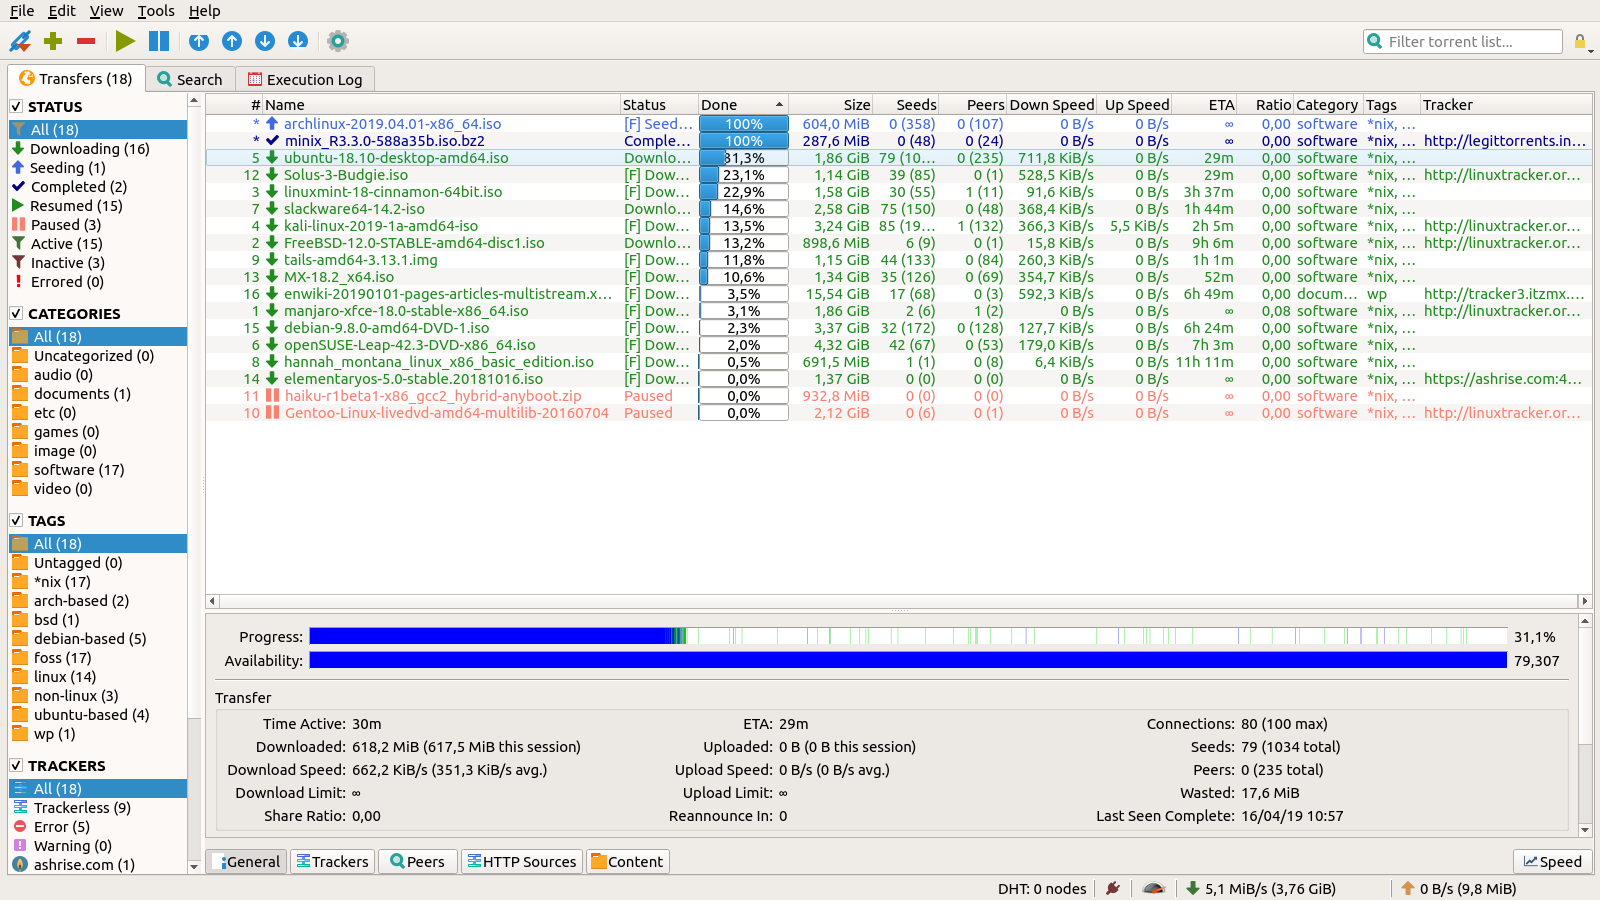 File Edit View Tools Help
Filter torrent list...
Transfers (18) Search Execution Log
STATUS
All (18)
Downloading (16)
Seeding (1)
Completed (2)
Resumed (15)
Paused (3)
Active (15)
Inactive (3)
Errored (0)
CATEGORIES
All (18)
Uncategorized (0)
audio (0)
documents (1)
etc (0)
games (0)
image (0)
software (17)
video (0)
TAGS
All (18)
Untagged (0)
*nix (17)
arch-based (2)
bsd (1)
debian-based (5)
foss (17)
linux (14)
non-linux (3)
ubuntu-based (4)
wp (1)
TRACKERS
All (18)
Trackerless (9)
Error (5)
Warning (0)
ashrise.com (1)
# Name Status Done Size Seeds Peers Down Speed Up Speed ETA Ratio Category Tags Tracker
* archlinux-2019.04.01-x86_64.iso [F] Seed... 100% 604,0 MiB 0 (358) 0 (107) 0 B/s 0 B/s ∞ 0,00 software *nix, ...
* minix_R3.3.0-588a35b.iso.bz2 Comple... 100% 287,6 MiB 0 (48) 0 (24) 0 B/s 0 B/s ∞ 0,00 software *nix, ... http://legittorrents.in...
5 ubuntu-18.10-desktop-amd64.iso Downlo... 31,3% 1,86 GiB 79 (10... 0 (235) 711,8 KiB/s 0 B/s 29m 0,00 software *nix, ...
12 Solus-3-Budgie.iso [F] Dow... 23,1% 1,14 GiB 39 (85) 0 (1) 528,5 KiB/s 0 B/s 29m 0,00 software *nix, ... http://linuxtracker.or...
3 linuxmint-18-cinnamon-64bit.iso [F] Dow... 22,9% 1,58 GiB 30 (55) 1 (11) 91,6 KiB/s 0 B/s 3h 37m 0,00 software *nix, ...
7 slackware64-14.2-iso Downlo... 14,6% 2,58 GiB 75 (150) 0 (48) 368,4 KiB/s 0 B/s 1h 44m 0,00 software *nix, ...
4 kali-linux-2019-1a-amd64-iso [F] Dow... 13,5% 3,24 GiB 85 (19... 1 (132) 366,3 KiB/s 5,5 KiB/s 2h 5m 0,00 software *nix, ... http://linuxtracker.or...
2 FreeBSD-12.0-STABLE-amd64-disc1.iso Downlo... 13,2% 898,6 MiB 6 (9) 0 (1) 15,8 KiB/s 0 B/s 9h 6m 0,00 software *nix, ... http://linuxtracker.or...
9 tails-amd64-3.13.1.img [F] Dow... 11,8% 1,15 GiB 44 (133) 0 (84) 260,3 KiB/s 0 B/s 1h 1m 0,00 software *nix, ...
13 MX-18.2_x64.iso [F] Dow... 10,6% 1,34 GiB 35 (126) 0 (69) 354,7 KiB/s 0 B/s 52m 0,00 software *nix, ...
16 enwiki-20190101-pages-articles-multistream.x... [F] Dow... 3,5% 15,54 GiB 17 (68) 0 (3) 592,3 KiB/s 0 B/s 6h 49m 0,00 docum... wp http://tracker3.itzmx....
1 manjaro-xfce-18.0-stable-x86_64.iso [F] Dow... 3,1% 1,86 GiB 2 (6) 1 (2) 0 B/s 0 B/s ∞ 0,08 software *nix, ... http://linuxtracker.or...
15 debian-9.8.0-amd64-DVD-1.iso [F] Dow... 2,3% 3,37 GiB 32 (172) 0 (128) 127,7 KiB/s 0 B/s 6h 24m 0,00 software *nix, ...
6 openSUSE-Leap-42.3-DVD-x86_64.iso [F] Dow... 2,0% 4,32 GiB 42 (67) 0 (53) 179,0 KiB/s 0 B/s 7h 3m 0,00 software *nix, ...
8 hannah_montana_linux_x86_basic_edition.iso [F] Dow... 0,5% 691,5 MiB 1 (1) 0 (8) 6,4 KiB/s 0 B/s 11h 11m 0,00 software *nix, ...
14 elementaryos-5.0-stable.20181016.iso [F] Dow... 0,0% 1,37 GiB 0 (0) 0 (0) 0 B/s 0 B/s ∞ 0,00 software *nix, ... https://ashrise.com:4...
11 haiku-r1beta1-x86_gcc2_hybrid-anyboot.zip Paused 0,0% 932,8 MiB 0 (0) 0 (0) 0 B/s 0 B/s ∞ 0,00 software *nix, ...
10 Gentoo-Linux-livedvd-amd64-multilib-20160704 Paused 0,0% 2,12 GiB 0 (6) 0 (1) 0 B/s 0 B/s ∞ 0,00 software *nix, ... http://linuxtracker.or...
Progress: 31,1%
Availability: 79,307
Transfer
Time Active: 30m ETA: 29m Connections: 80 (100 max)
Downloaded: 618,2 MiB (617,5 MiB this session) Uploaded: 0 B (0 B this session) Seeds: 79 (1034 total)
Download Speed: 662,2 KiB/s (351,3 KiB/s avg.) Upload Speed: 0 B/s (0 B/s avg.) Peers: 0 (235 total)
Download Limit: ∞ Upload Limit: ∞ Wasted: 17,6 MiB
Share Ratio: 0,00 Reannounce In: 0 Last Seen Complete: 16/04/19 10:57
General Trackers Peers HTTP Sources Content Speed
DHT: 0 nodes 5,1 MiB/s (3,76 GiB) 0 B/s (9,8 MiB)